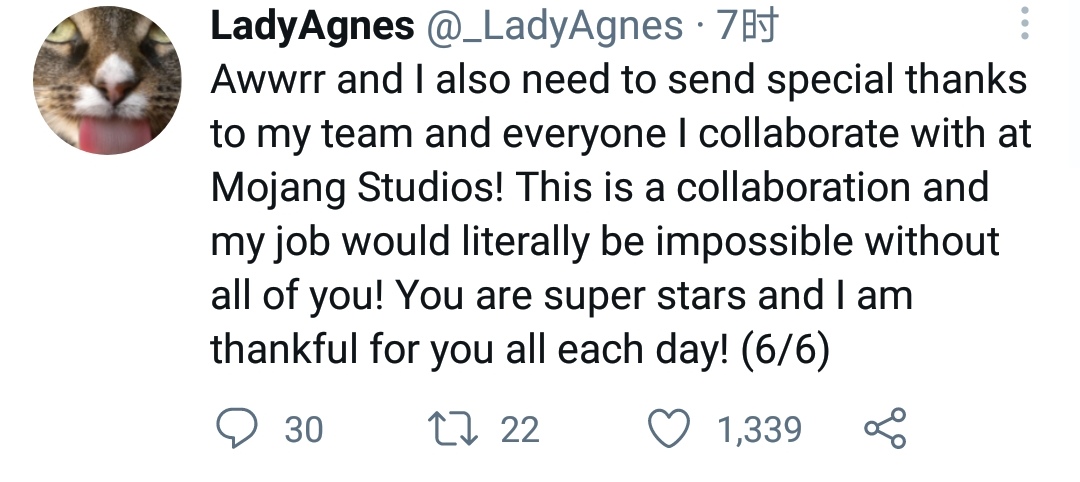 LadyAgnes @_LadyAgnes · 7时
Awwrr and I also need to send special thanks
to my team and everyone I collaborate with at
Mojang Studios! This is a collaboration and
my job would literally be impossible without
all of you! You are super stars and I am
thankful for you all each day! (6/6)
30 22 1,339